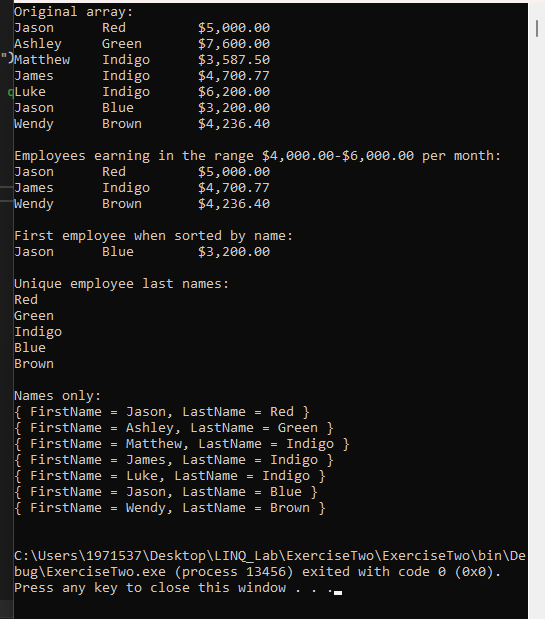 Original array:
Jason      Red         $5,000.00
Ashley     Green       $7,600.00
")Matthew    Indigo      $3,587.50
James      Indigo      $4,700.77
qLuke       Indigo      $6,200.00
Jason      Blue        $3,200.00
Wendy      Brown       $4,236.40
Employees earning in the range $4,000.00-$6,000.00 per month:
Jason      Red         $5,000.00
James      Indigo      $4,700.77
Wendy      Brown       $4,236.40
First employee when sorted by name:
Jason      Blue        $3,200.00
Unique employee last names:
Red
Green
Indigo
Blue
Brown
Names only:
{ FirstName = Jason, LastName = Red }
{ FirstName = Ashley, LastName = Green }
{ FirstName = Matthew, LastName = Indigo }
{ FirstName = James, LastName = Indigo }
{ FirstName = Luke, LastName = Indigo }
{ FirstName = Jason, LastName = Blue }
{ FirstName = Wendy, LastName = Brown }
C:\Users\1971537\Desktop\LINQ_Lab\ExerciseTwo\ExerciseTwo\bin\De
bug\ExerciseTwo.exe (process 13456) exited with code 0 (0x0).
Press any key to close this window . . .